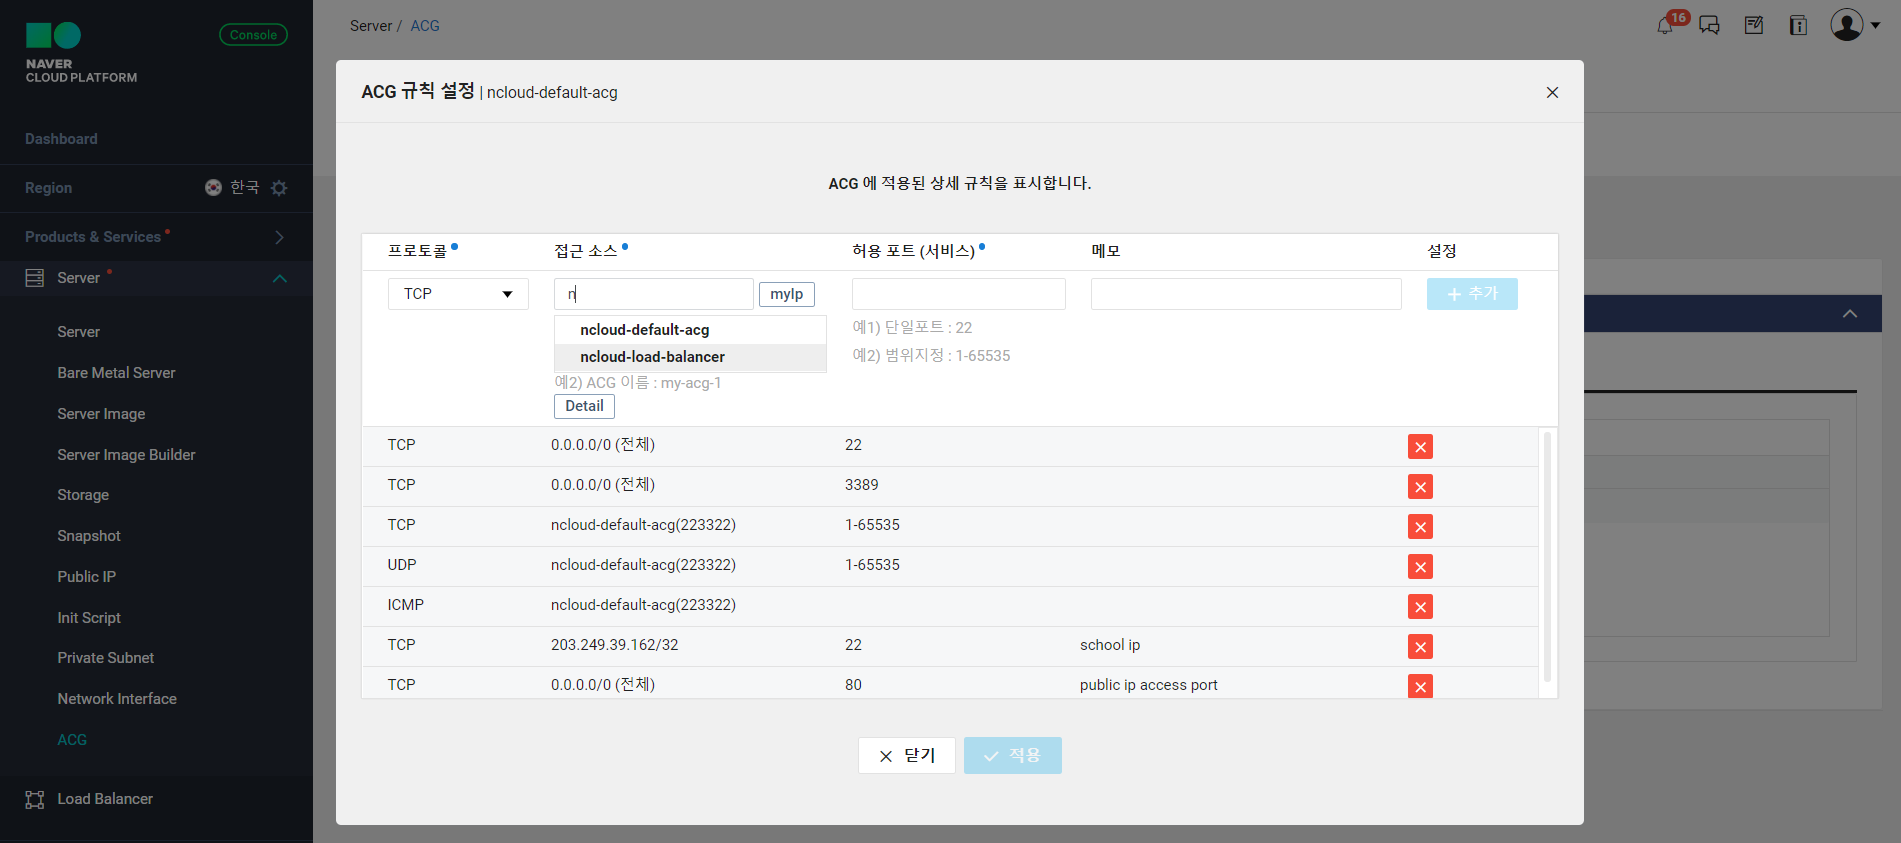 NAVER
CLOUD PLATFORM
Console
Dashboard
Region
한국
Products & Services
Server
Server
Bare Metal Server
Server Image
Server Image Builder
Storage
Snapshot
Public IP
Init Script
Private Subnet
Network Interface
ACG
Load Balancer
Server / ACG
16
ACG 규칙 설정 | ncloud-default-acg
ACG 에 적용된 상세 규칙을 표시합니다.
프로토콜 접근 소스 허용 포트 (서비스) 메모 설정
TCP n myIp + 추가
ncloud-default-acg
ncloud-load-balancer
예1) 단일포트 : 22
예2) 범위지정 : 1-65535
예2) ACG 이름 : my-acg-1
Detail
TCP 0.0.0.0/0 (전체) 22
TCP 0.0.0.0/0 (전체) 3389
TCP ncloud-default-acg(223322) 1-65535
UDP ncloud-default-acg(223322) 1-65535
ICMP ncloud-default-acg(223322)
TCP 203.249.39.162/32 22 school ip
TCP 0.0.0.0/0 (전체) 80 public ip access port
닫기 적용